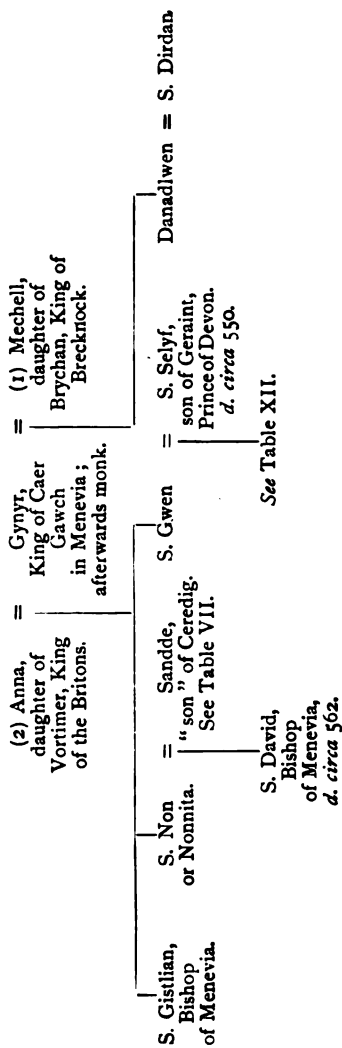 (2) Anna,
daughter of
Vortimer, King
of the Britons.
=
Gynyr,
King of Caer
Gawch
in Menevia;
afterwards monk.
=
(1) Mechell,
daughter of
Brychan, King of
Brecknock.
S. Gistlian,
Bishop
of Menevia.
S. Non
or Nonnita.
=
Sandde,
"son" of Ceredig.
See Table VII.
S. Gwen
=
S. Selyf,
son of Geraint,
Prince of Devon.
d. circa 550.
Danadlwen = S. Dirdan.
S. David,
Bishop
of Menevia,
d. circa 562.
See Table XII.